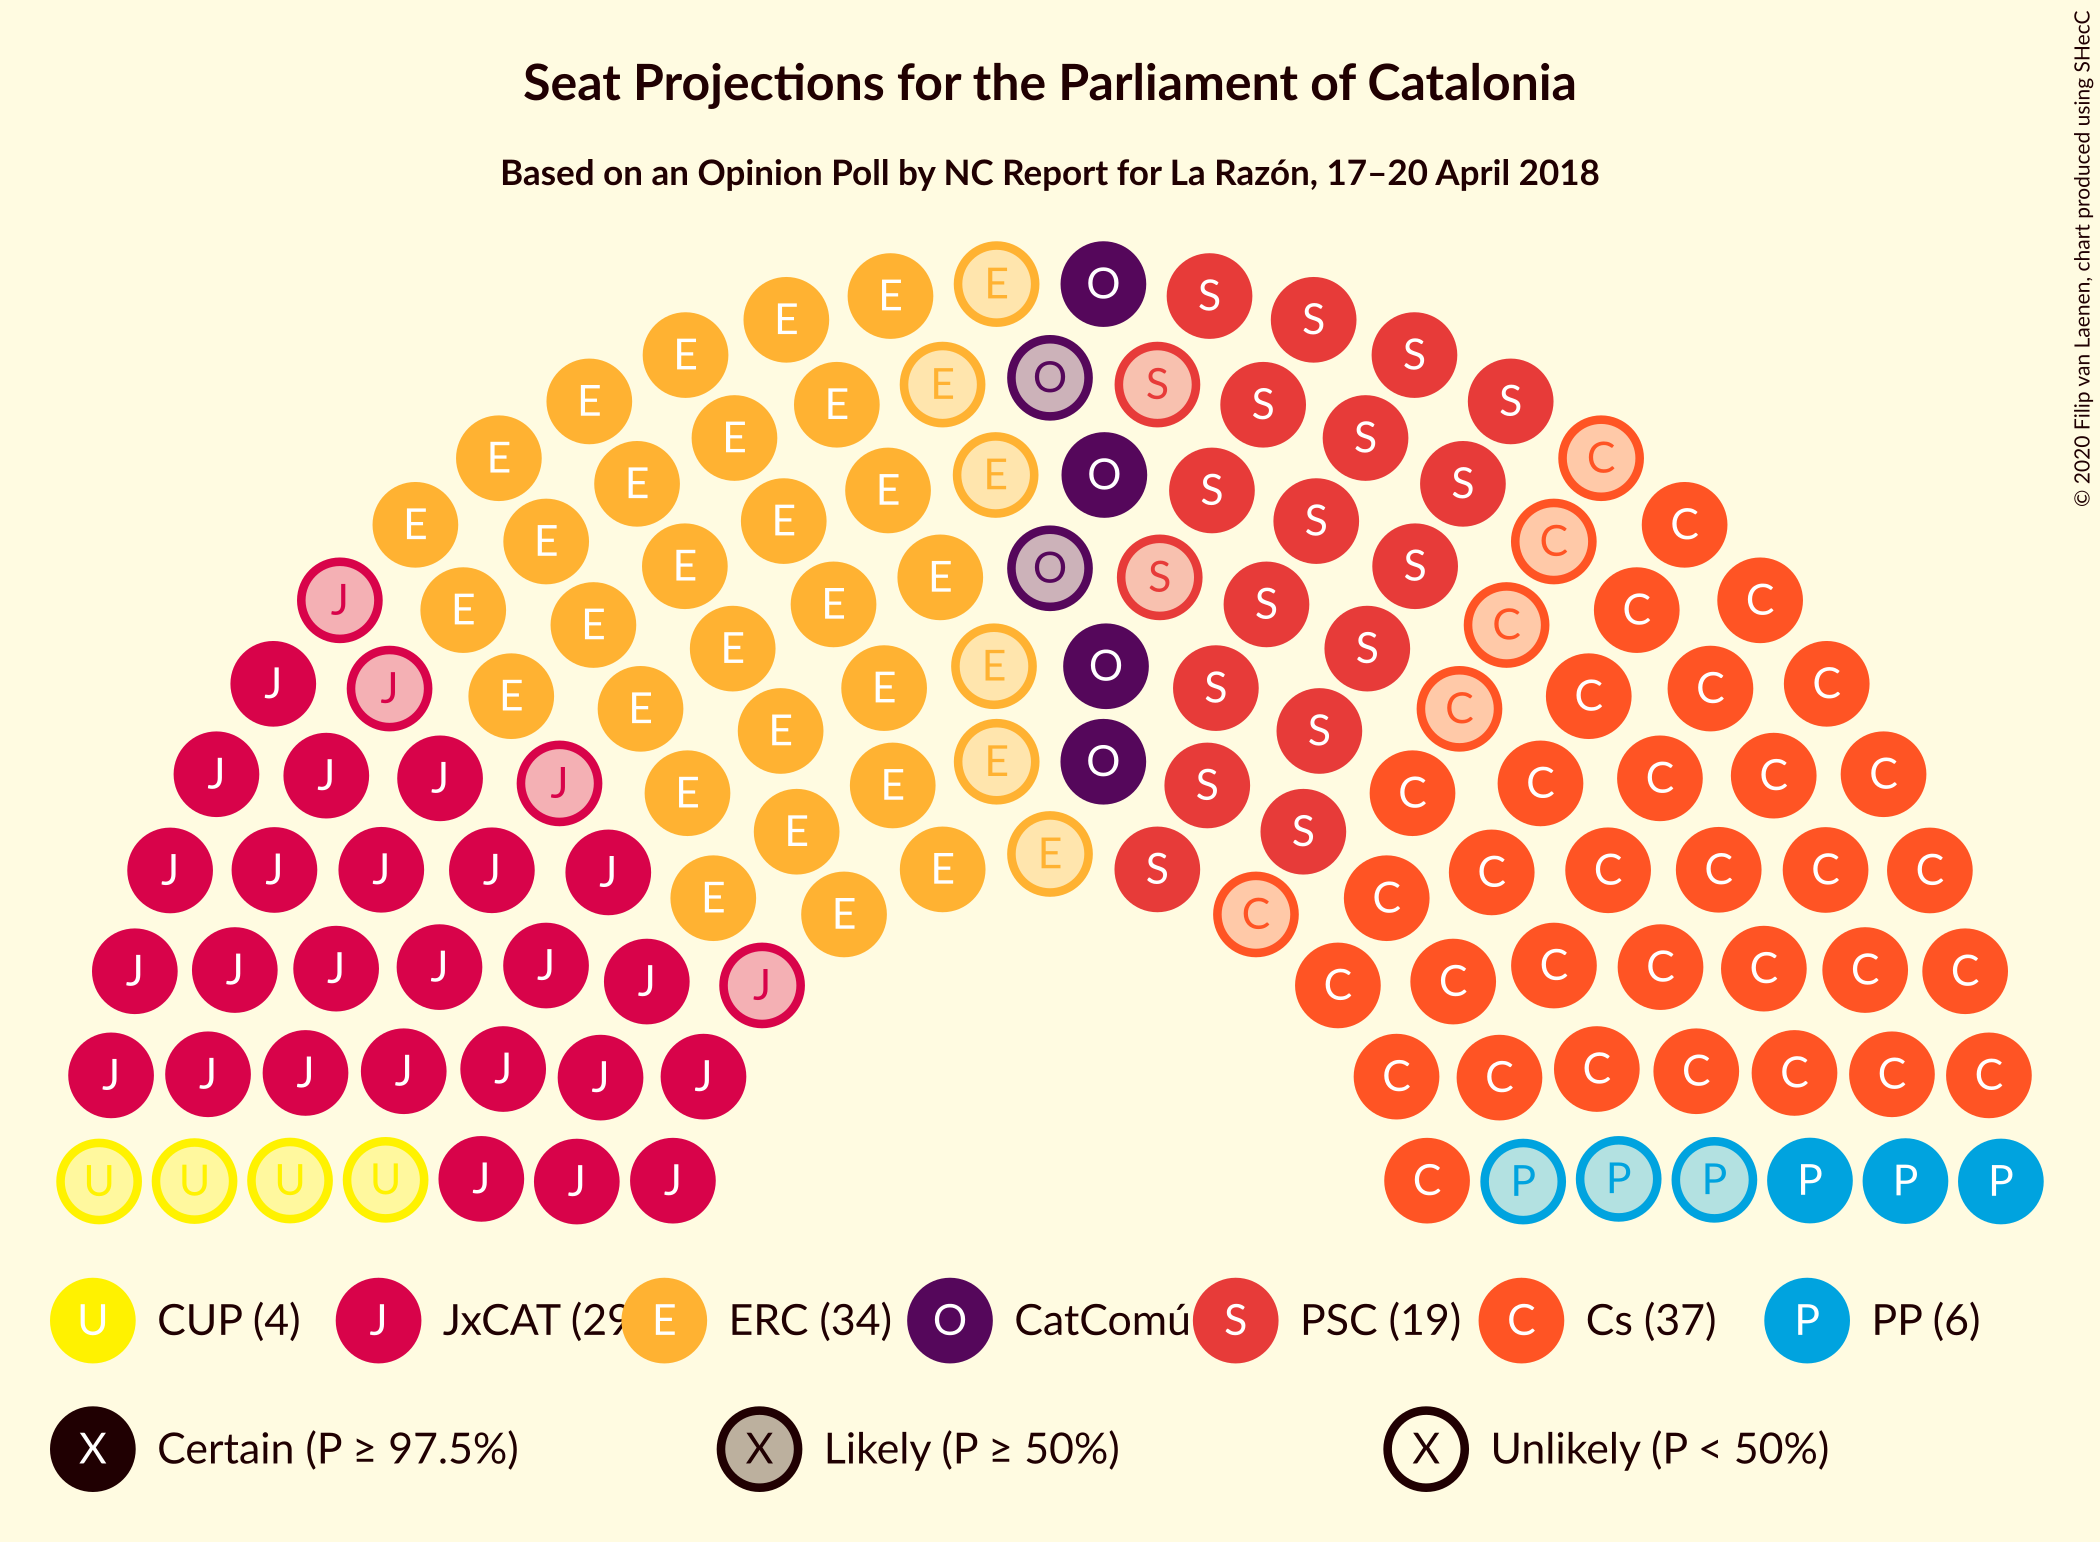 Seat Projections for the Parliament of Catalonia
Based on an Opinion Poll by NC Report for La Razón, 17–20 April 2018
© 2020 Filip van Laenen, chart produced using SHecC
E O
E S
E S
E S
E S
E O S
E S
E S
E S
E C
E O S
E S
E S
E C
J E O S C
E E S C
E E S C
J E O S C
J E E S C C
J E E S C C
J J E O S C C
J J E E S C C
J J J E E S C C C
J J J E E S C C C
J J J J E C C C C
J J J J J J J C C C C C C C
J J J J J J J C C C C C C C
U U U U J J J C P P P P P P
U CUP (4) J JxCAT (29 E ERC (34) O CatComú S PSC (19) C Cs (37) P PP (6)
X Certain (P ≥ 97.5%) X Likely (P ≥ 50%) X Unlikely (P < 50%)